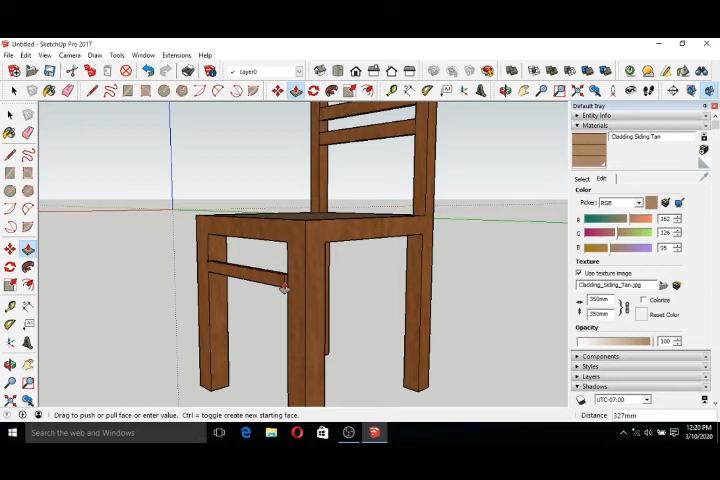 Untitled - SketchUp Pro 2017
File Edit View Camera Draw Tools Window Extensions Help
Layer0
Default Tray
Entity Info
Materials
Cladding Siding Tan
Select Edit
Color
Picker: RGB
R 162
G 126
B 95
Texture
Use texture image
Cladding_Siding_Tan.jpg
350mm
Colorize
350mm
Reset Color
Opacity
100
Components
Styles
Layers
Shadows
UTC-07:00
Drag to push or pull face or enter value. Ctrl = toggle create new starting face.
Distance 327mm
Search the web and Windows
12:20 PM
3/10/2020